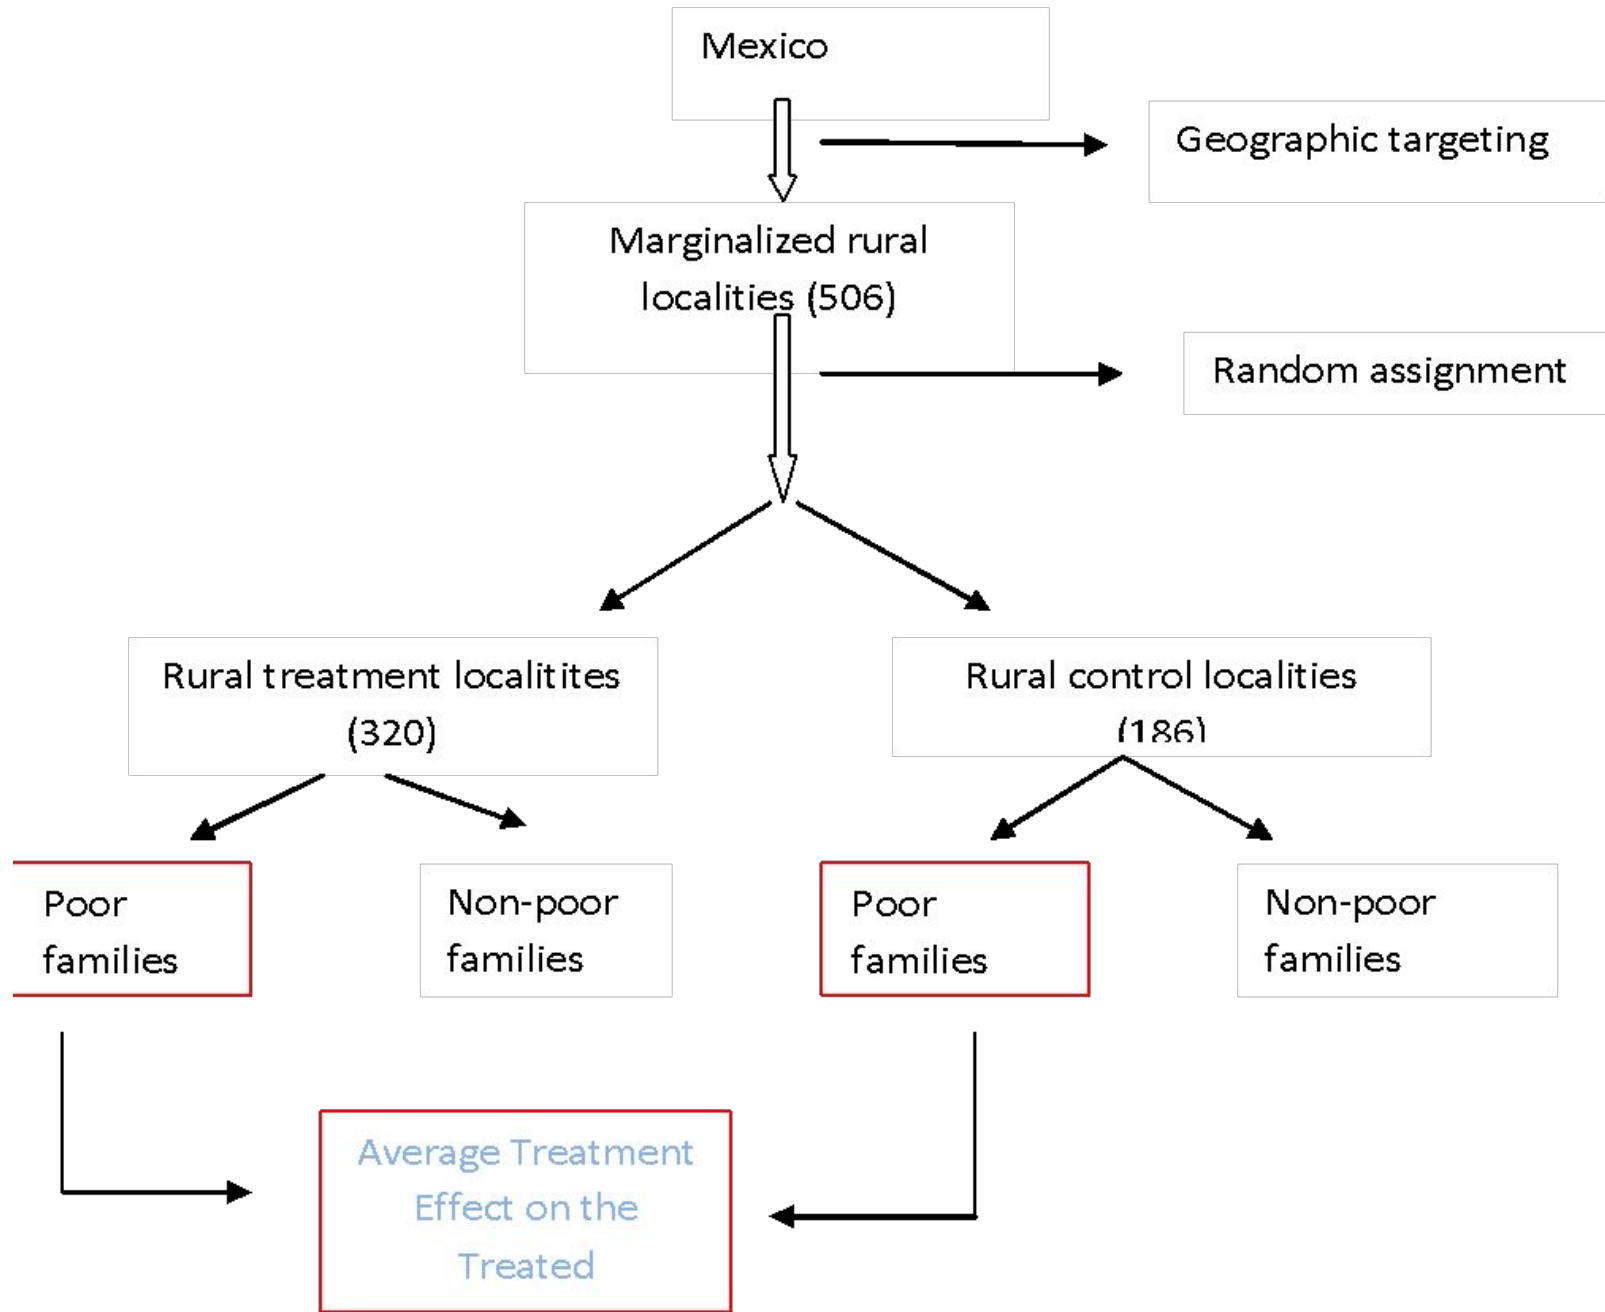 Mexico
Geographic targeting
Marginalized rural
localities (506)
Random assignment
Rural treatment localitites
(320)
Rural control localities
(186)
Poor
families
Non-poor
families
Poor
families
Non-poor
families
Average Treatment
Effect on the
Treated